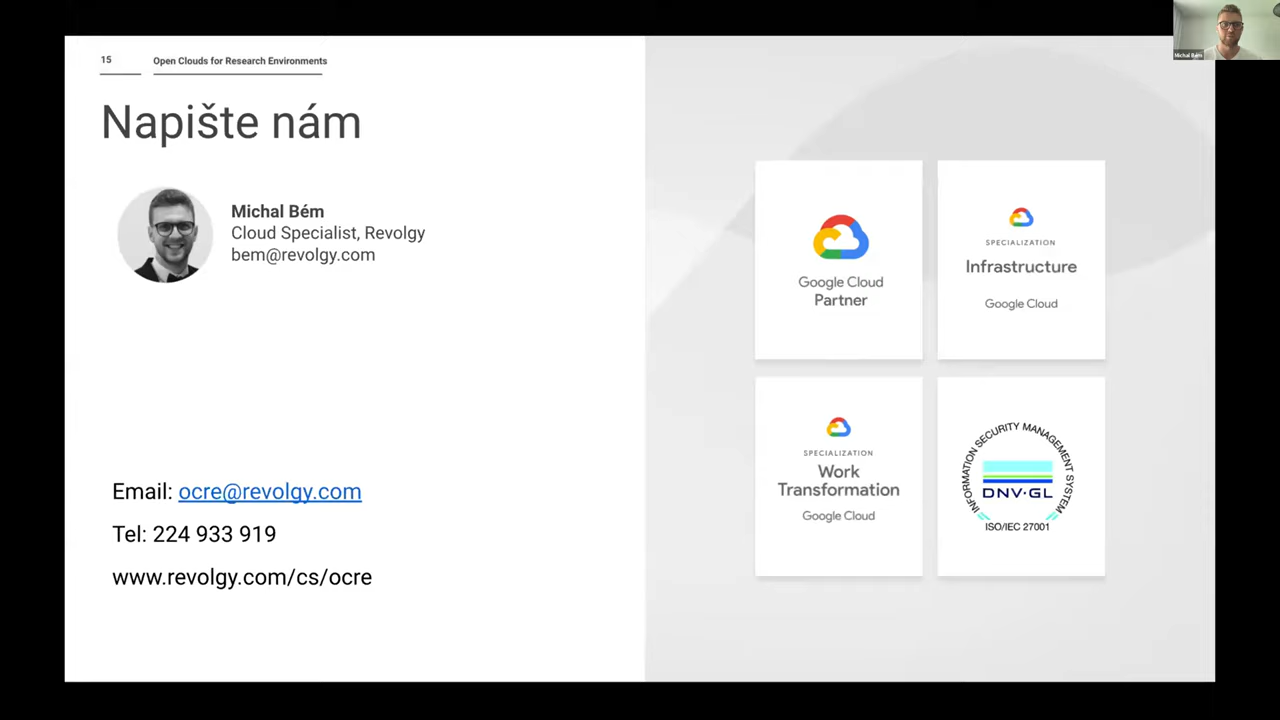 15
Open Clouds for Research Environments
Napište nám
Michal Bém
Cloud Specialist, Revolgy
bem@revolgy.com
Email: ocre@revolgy.com
Tel: 224 933 919
www.revolgy.com/cs/ocre
Google Cloud
Partner
SPECIALIZATION
Infrastructure
Google Cloud
SPECIALIZATION
Work
Transformation
Google Cloud
INFORMATION SECURITY MANAGEMENT SYSTEM
DNV·GL
ISO/IEC 27001
Michal Bém